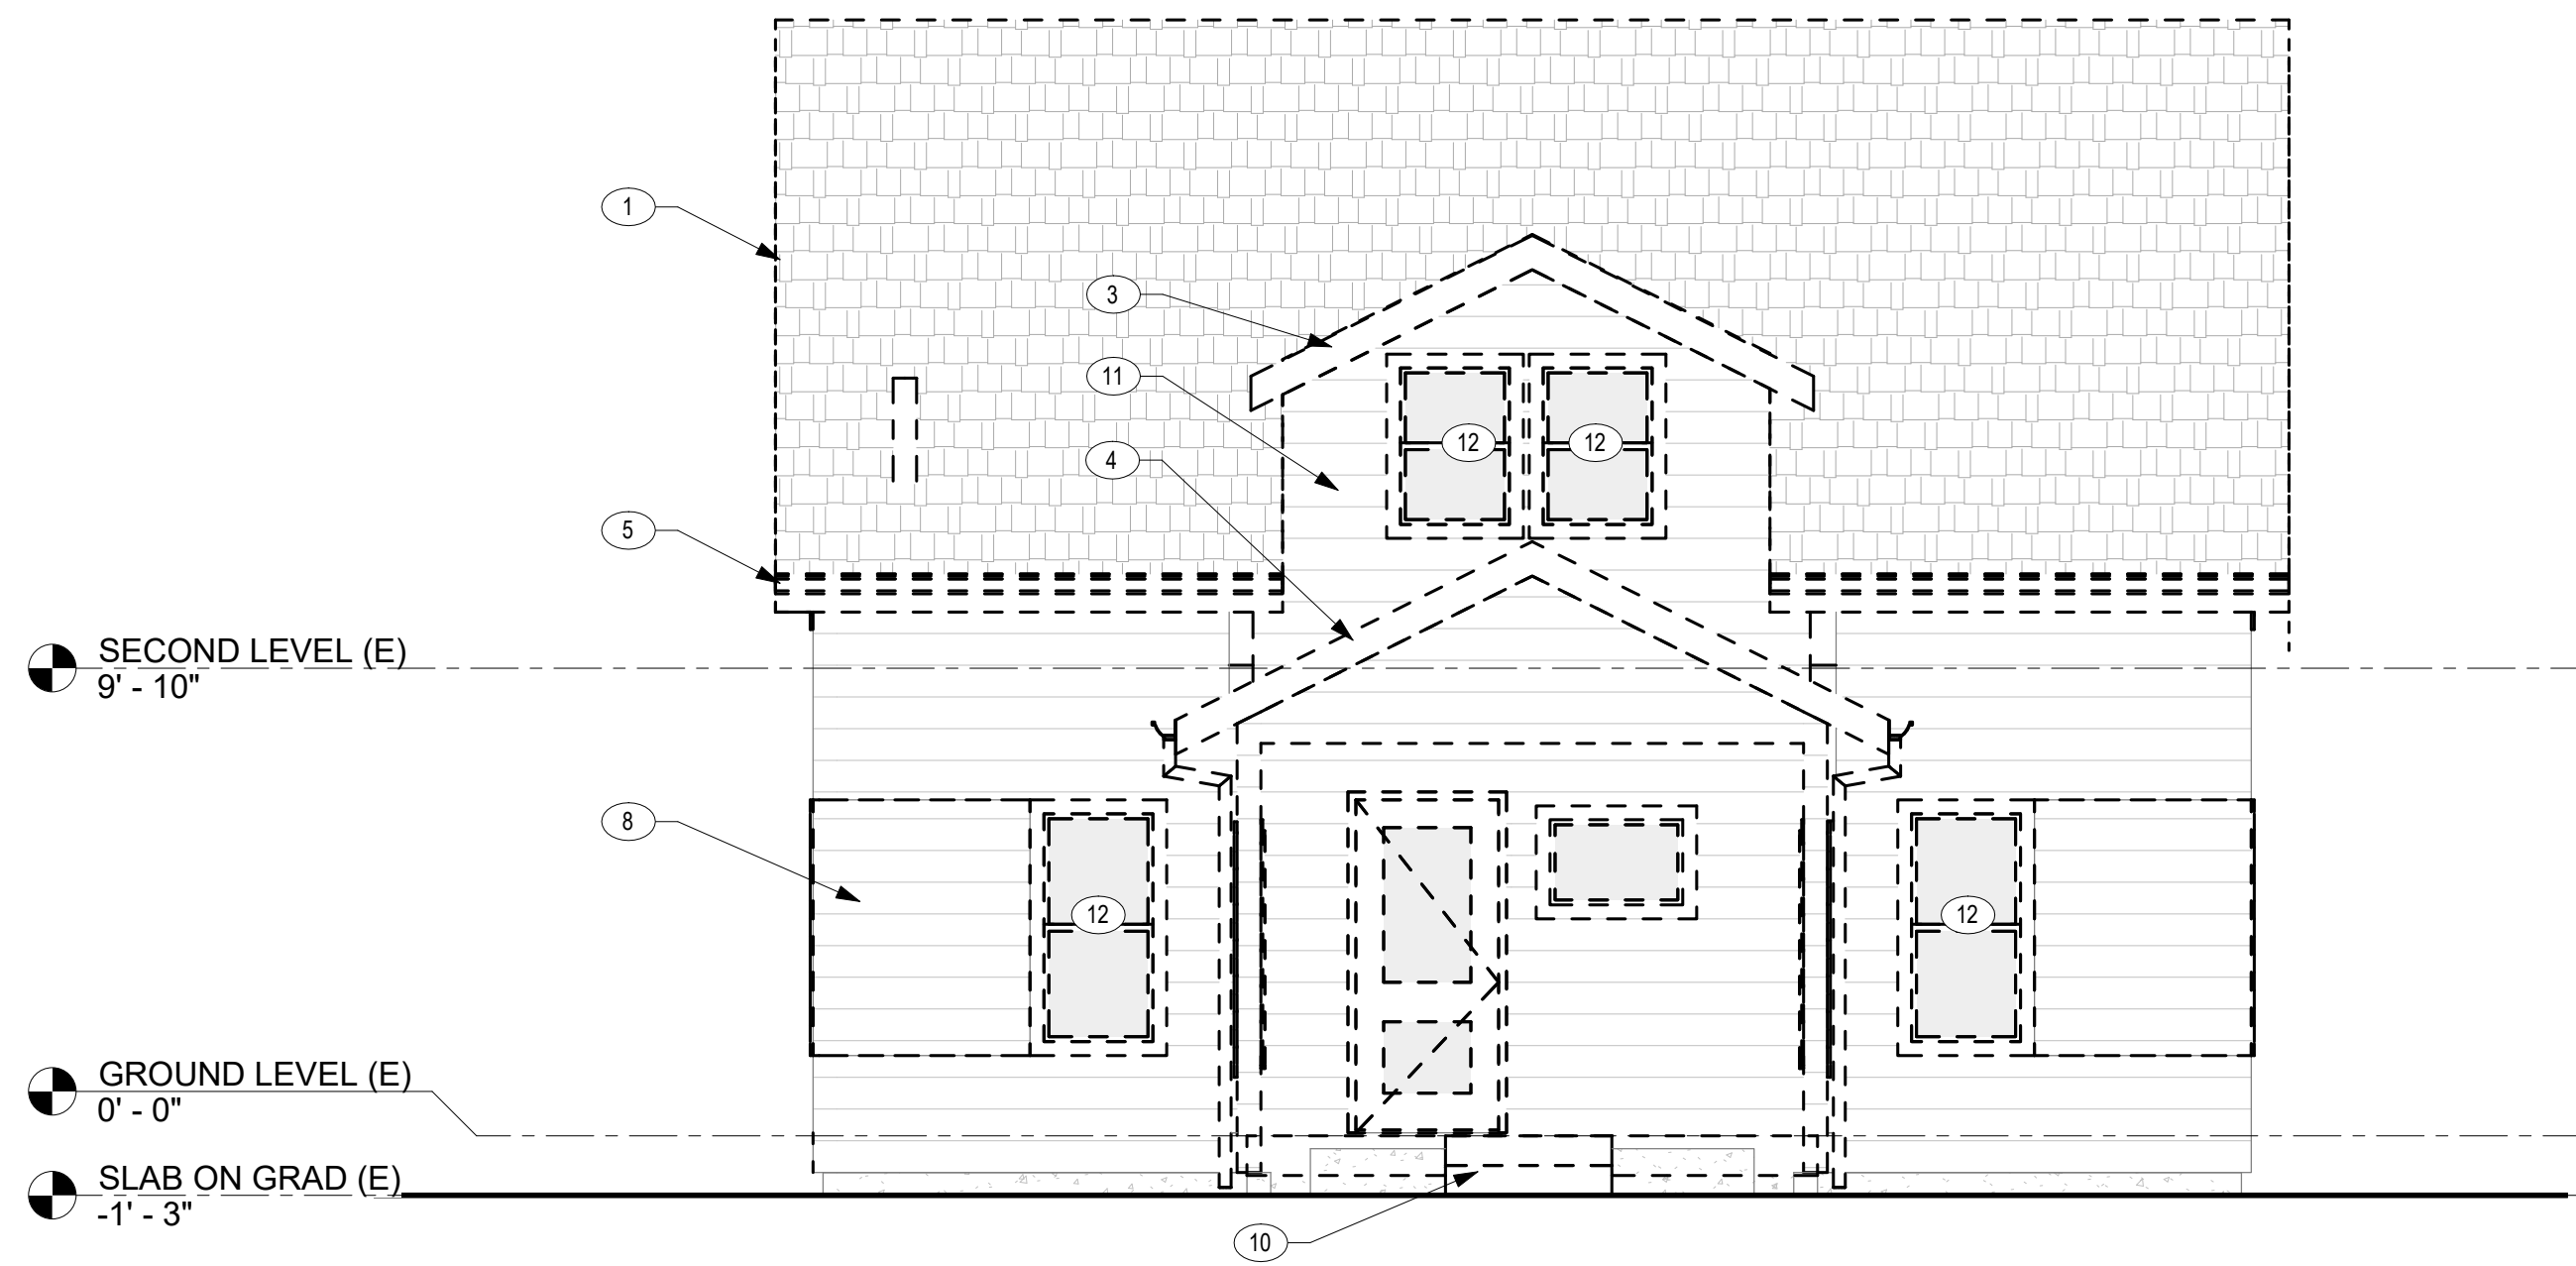 1
3
11
12
12
4
5
SECOND LEVEL (E)
9' - 10"
8
12
12
GROUND LEVEL (E)
0' - 0"
SLAB ON GRAD (E)
-1' - 3"
10